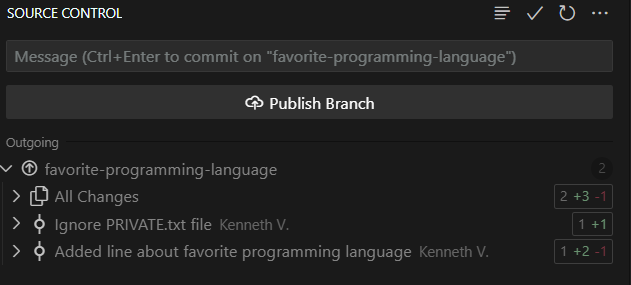 SOURCE CONTROL
Message (Ctrl+Enter to commit on "favorite-programming-language")
Publish Branch
Outgoing
favorite-programming-language 2
All Changes 2 +3 -1
Ignore PRIVATE.txt file Kenneth V. 1 +1
Added line about favorite programming language Kenneth V. 1 +2 -1